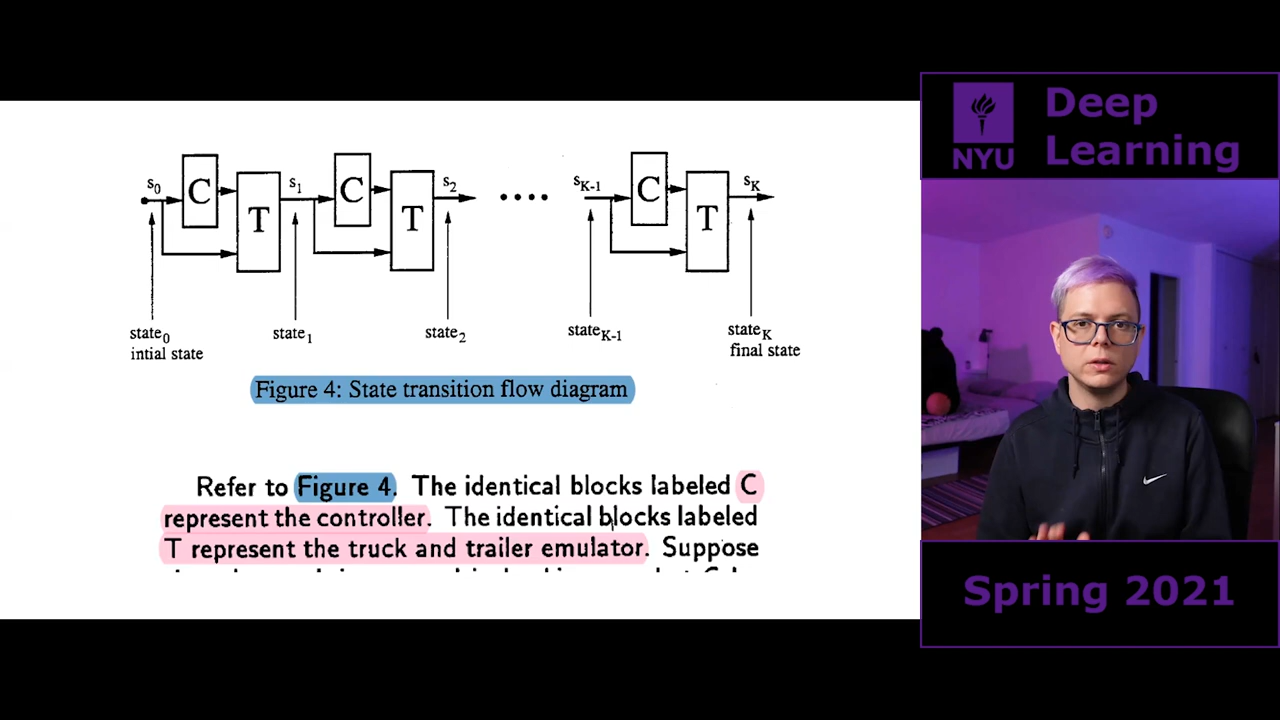 s0
C
T
s1
C
T
s2
sK-1
C
T
sK
state0
intial state
state1
state2
stateK-1
stateK
final state
Figure 4: State transition flow diagram
Refer to Figure 4. The identical blocks labeled C
represent the controller. The identical blocks labeled
T represent the truck and trailer emulator. Suppose
NYU
Deep
Learning
Spring 2021